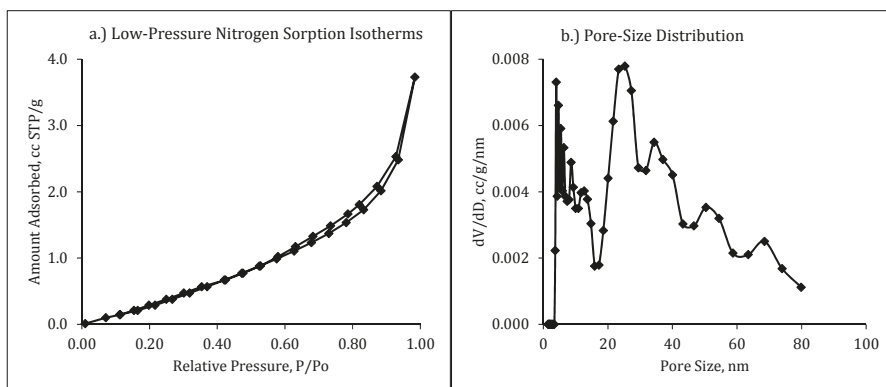 a.) Low-Pressure Nitrogen Sorption Isotherms
4.0
3.0
2.0
1.0
0.0
Amount Adsorbed, cc STP/g
0.00 0.20 0.40 0.60 0.80 1.00
Relative Pressure, P/Po
b.) Pore-Size Distribution
0.008
0.006
0.004
0.002
0.000
dV/dD, cc/g/nm
0 20 40 60 80 100
Pore Size, nm